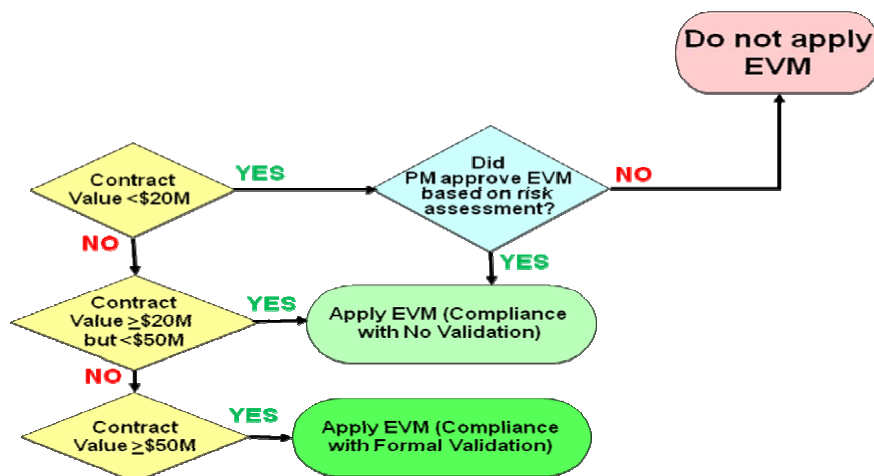 Do not apply
EVM
Contract
Value <$20M
YES
Did
PM approve EVM
based on risk
assessment?
NO
NO
YES
Contract
Value ≥$20M
but <$50M
YES
Apply EVM (Compliance
with No Validation)
NO
Contract
Value ≥$50M
YES
Apply EVM (Compliance
with Formal Validation)